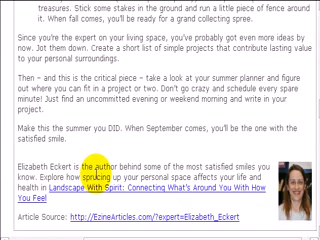 treasures. Stick some stakes in the ground and run a little piece of fence around
it. When fall comes, you'll be ready for a grand collecting spree.
Since you're the expert on your living space, you've probably got even more ideas by
now. Jot them down. Create a short list of simple projects that contribute lasting value
to your personal surroundings.
Then – and this is the critical piece – take a look at your summer planner and figure
out where you can fit in a project or two. Don't go crazy and schedule every spare
minute! Just find an uncommitted evening or weekend morning and write in your
project.
Make this the summer you DID. When September comes, you'll be the one with the
satisfied smile.
Elizabeth Eckert is the author behind some of the most satisfied smiles you
know. Explore how sprucing up your personal space affects your life and
health in Landscape With Spirit: Connecting What's Around You With How
You Feel
Article Source: http://EzineArticles.com/?expert=Elizabeth_Eckert